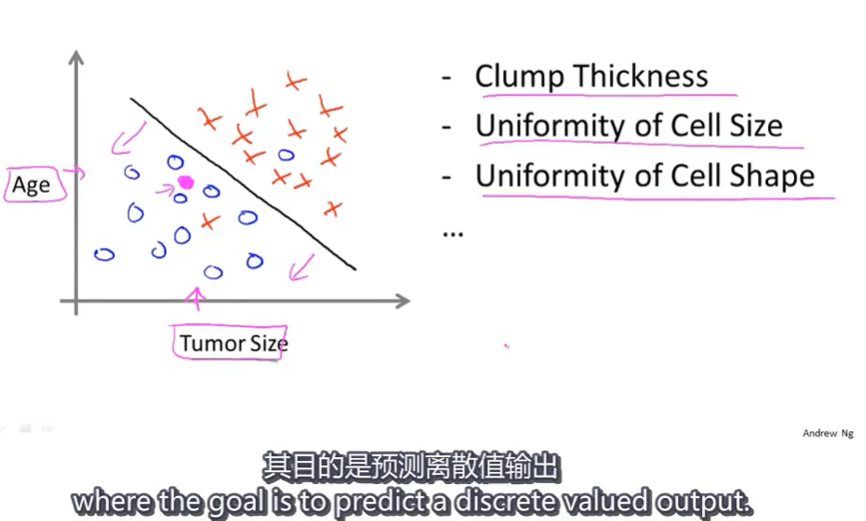 - Clump Thickness
- Uniformity of Cell Size
- Uniformity of Cell Shape
...
Age
Tumor Size
Andrew Ng
其目的是预测离散值输出
where the goal is to predict a discrete valued output.